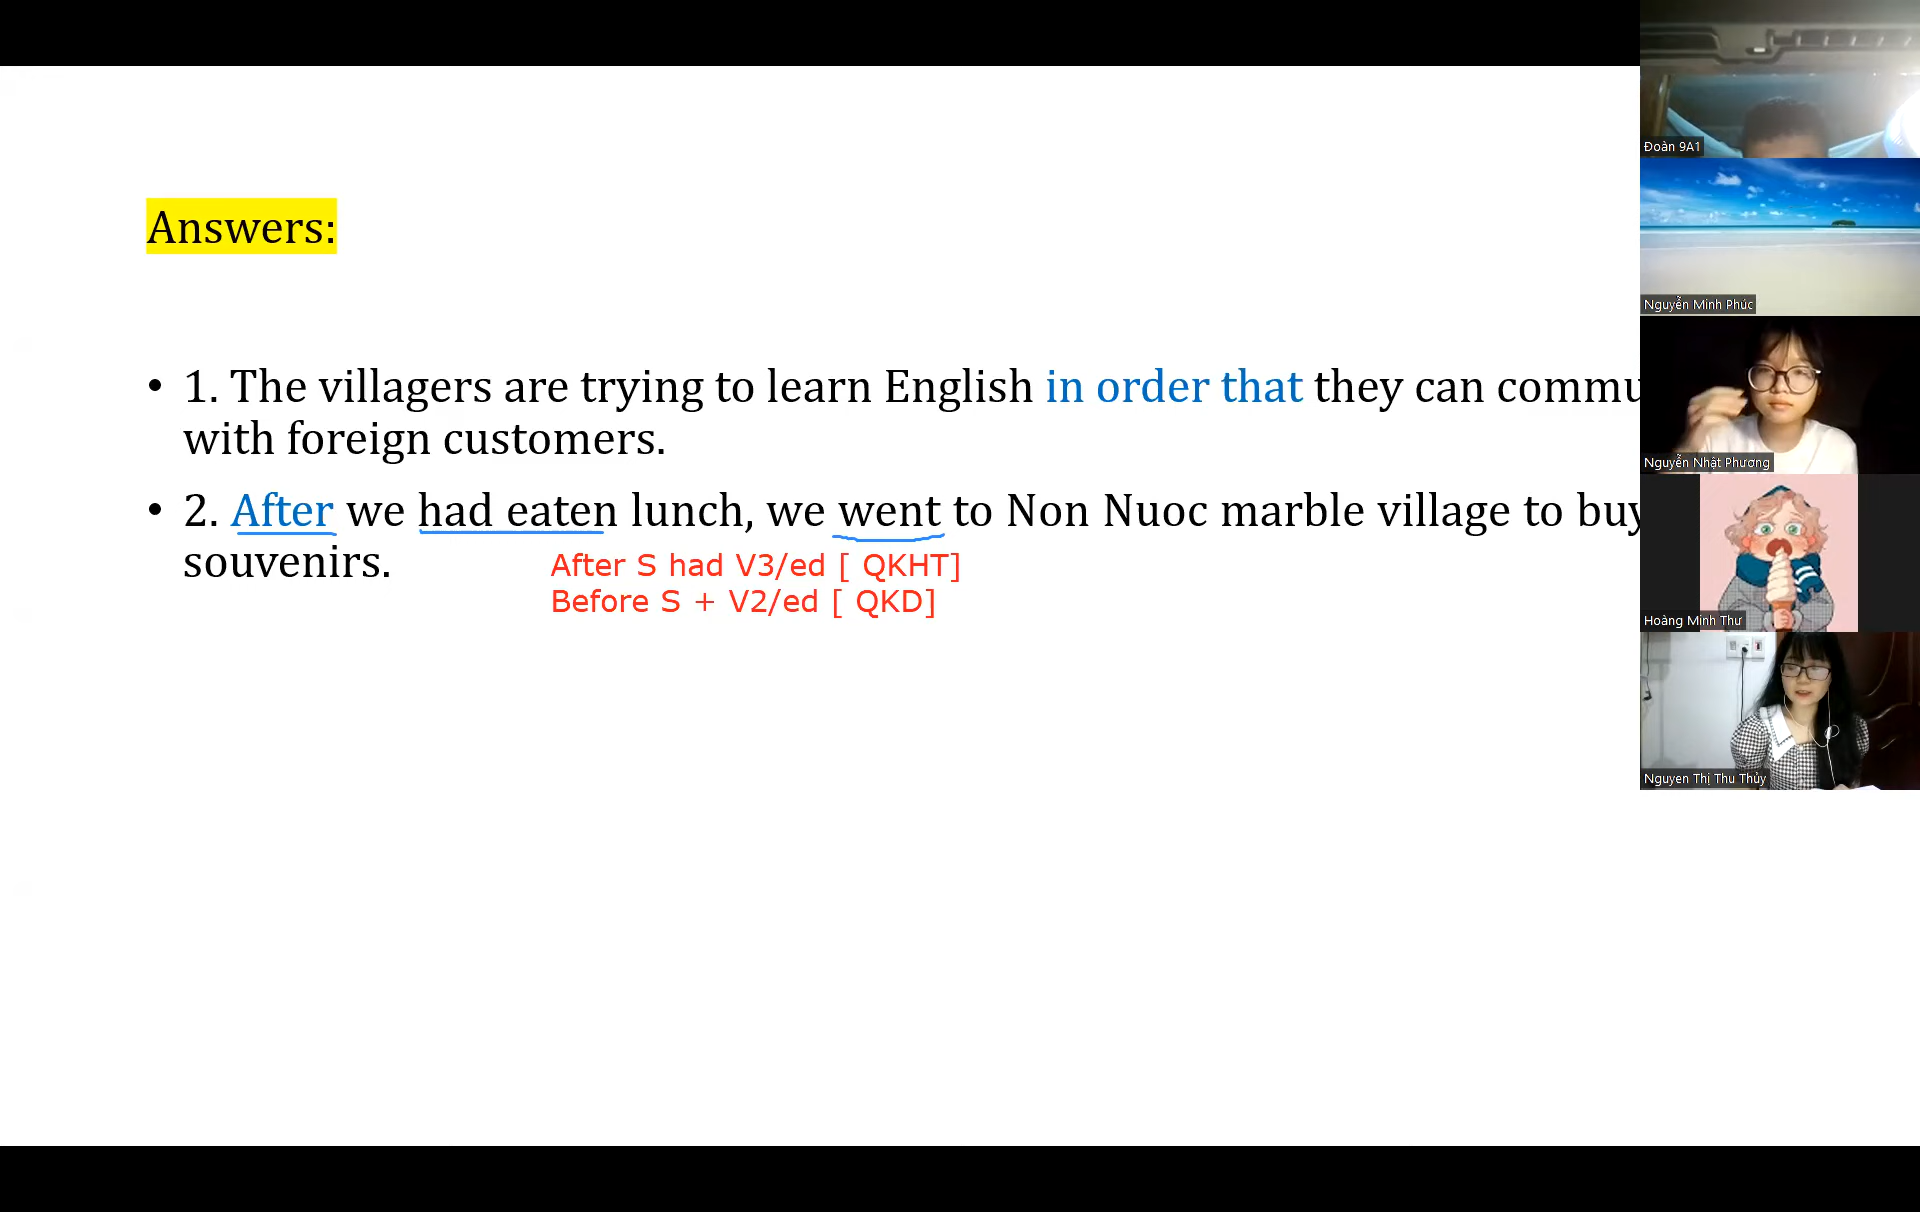 Answers:
• 1. The villagers are trying to learn English in order that they can commu
with foreign customers.
• 2. After we had eaten lunch, we went to Non Nuoc marble village to buy
souvenirs.
After S had V3/ed [ QKHT]
Before S + V2/ed [ QKD]
Đoàn 9A1
Nguyễn Minh Phúc
Nguyễn Nhật Phương
Hoàng Minh Thư
Nguyen Thị Thu Thủy